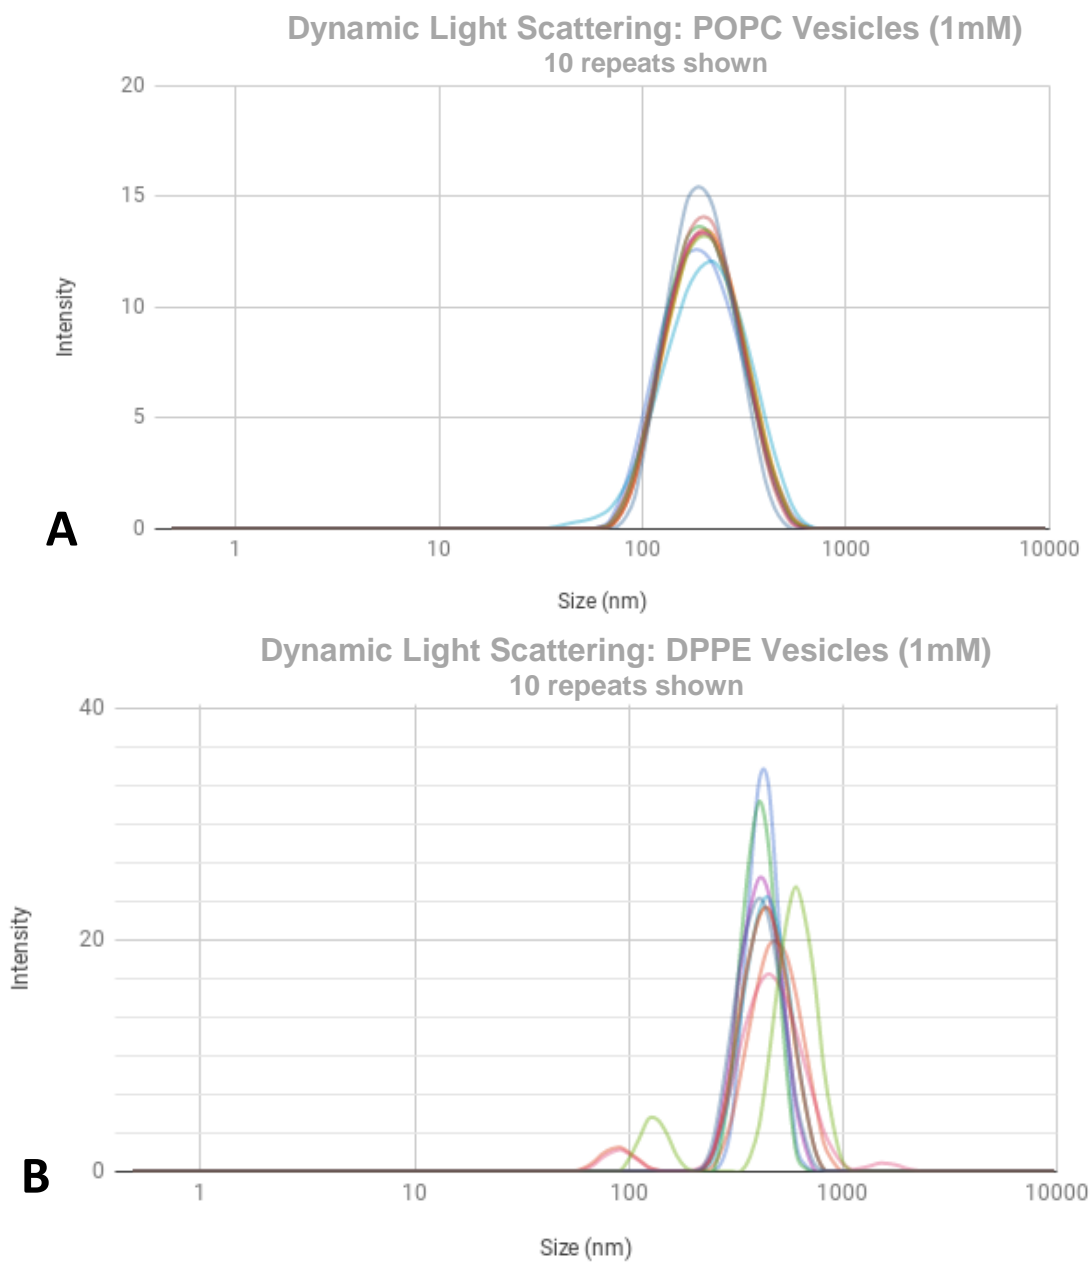 Dynamic Light Scattering: POPC Vesicles (1mM)
10 repeats shown
20
15
10
5
0
Intensity
A
1 10 100 1000 10000
Size (nm)
Dynamic Light Scattering: DPPE Vesicles (1mM)
10 repeats shown
40
20
0
Intensity
B
1 10 100 1000 10000
Size (nm)